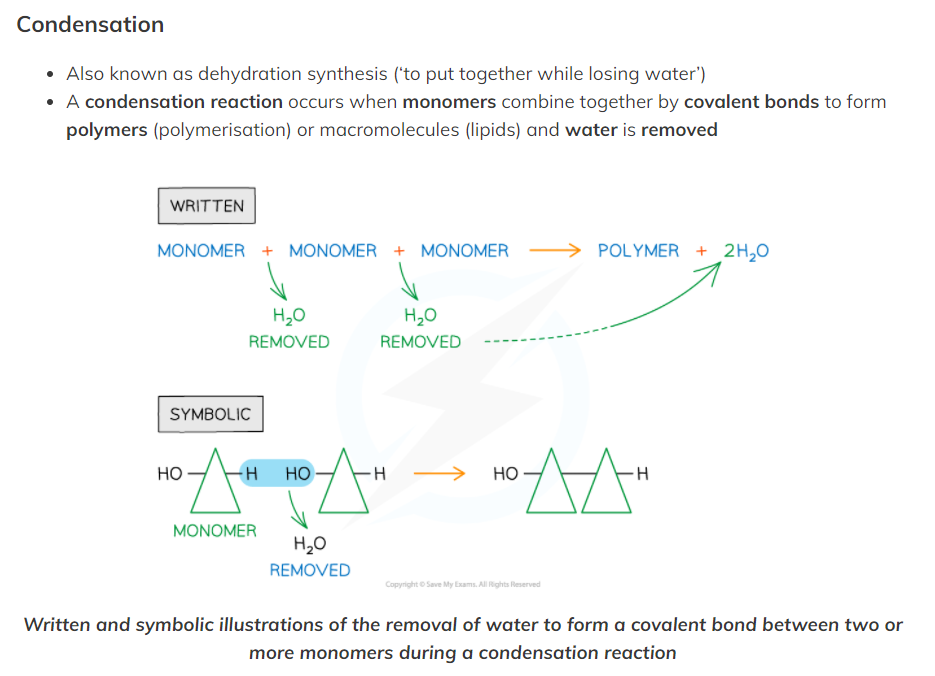 Condensation
• Also known as dehydration synthesis (‘to put together while losing water’)
• A condensation reaction occurs when monomers combine together by covalent bonds to form
polymers (polymerisation) or macromolecules (lipids) and water is removed
WRITTEN
MONOMER + MONOMER + MONOMER → POLYMER + 2H₂O
H₂O H₂O
REMOVED REMOVED
SYMBOLIC
HO H HO H → HO H
MONOMER
H₂O
REMOVED
Copyright © Save My Exams. All Rights Reserved
Written and symbolic illustrations of the removal of water to form a covalent bond between two or
more monomers during a condensation reaction